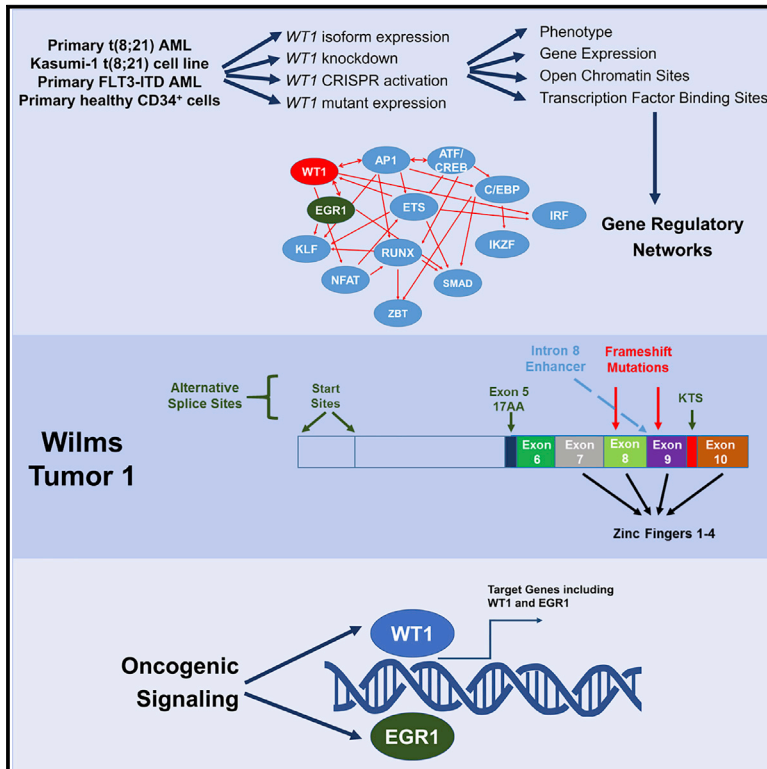 Primary t(8;21) AML
Kasumi-1 t(8;21) cell line
Primary FLT3-ITD AML
Primary healthy CD34⁺ cells
WT1 isoform expression
WT1 knockdown
WT1 CRISPR activation
WT1 mutant expression
Phenotype
Gene Expression
Open Chromatin Sites
Transcription Factor Binding Sites
Gene Regulatory
Networks
WT1
AP1
ATF/
CREB
C/EBP
EGR1
ETS
IRF
KLF
RUNX
IKZF
NFAT
SMAD
ZBT
Wilms
Tumor 1
Alternative
Splice Sites
Start
Sites
Exon 5
17AA
Intron 8
Enhancer
Frameshift
Mutations
KTS
Exon
6
Exon
7
Exon
8
Exon
9
Exon
10
Zinc Fingers 1-4
Oncogenic
Signaling
WT1
Target Genes including
WT1 and EGR1
EGR1